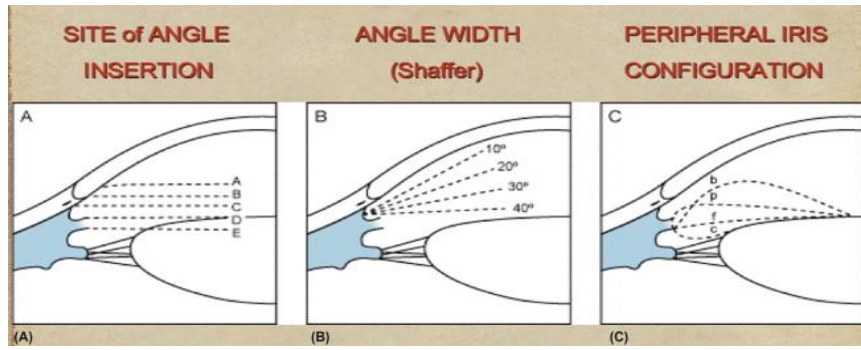 SITE of ANGLE
INSERTION
ANGLE WIDTH
(Shaffer)
PERIPHERAL IRIS
CONFIGURATION
A
A
B
C
D
E
(A)
B
10º
20º
30º
40º
(B)
C
b
p
f
c
(C)